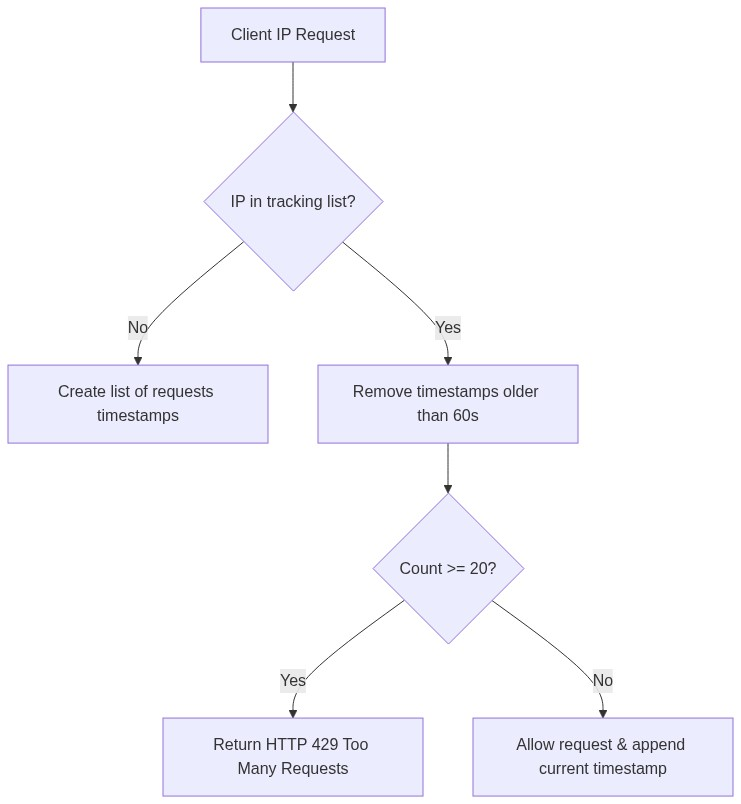 Client IP Request
IP in tracking list?
No
Yes
Create list of requests
timestamps
Remove timestamps older
than 60s
Count >= 20?
Yes
No
Return HTTP 429 Too
Many Requests
Allow request & append
current timestamp